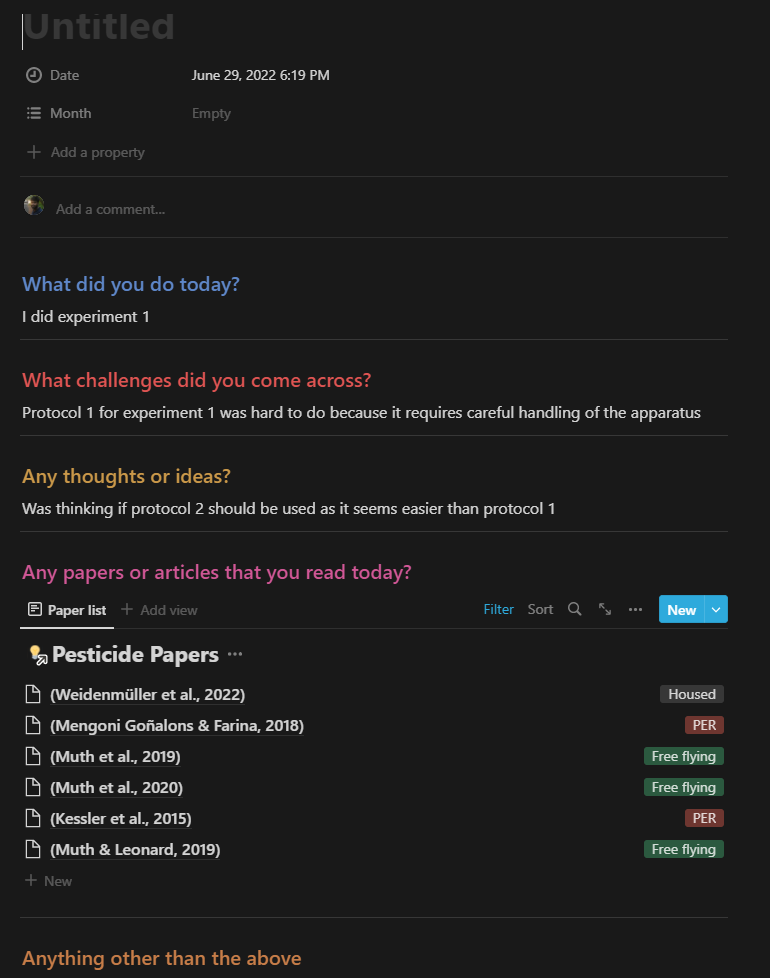 Untitled
Date June 29, 2022 6:19 PM
Month Empty
Add a property
Add a comment...
What did you do today?
I did experiment 1
What challenges did you come across?
Protocol 1 for experiment 1 was hard to do because it requires careful handling of the apparatus
Any thoughts or ideas?
Was thinking if protocol 2 should be used as it seems easier than protocol 1
Any papers or articles that you read today?
Paper list Add view Filter Sort New
Pesticide Papers
(Weidenmüller et al., 2022) Housed
(Mengoni Goñalons & Farina, 2018) PER
(Muth et al., 2019) Free flying
(Muth et al., 2020) Free flying
(Kessler et al., 2015) PER
(Muth & Leonard, 2019) Free flying
New
Anything other than the above